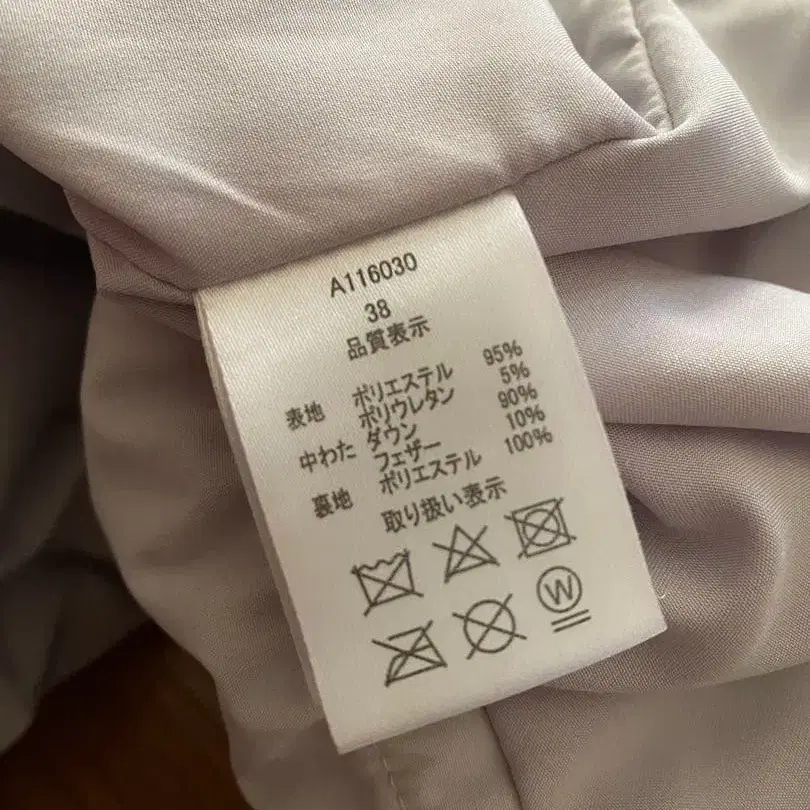 A116030
38
品質表示
表地 ポリエステル 95%
ポリウレタン 5%
中わた ダウン 90%
フェザー 10%
裏地 ポリエステル 100%
取り扱い表示
W